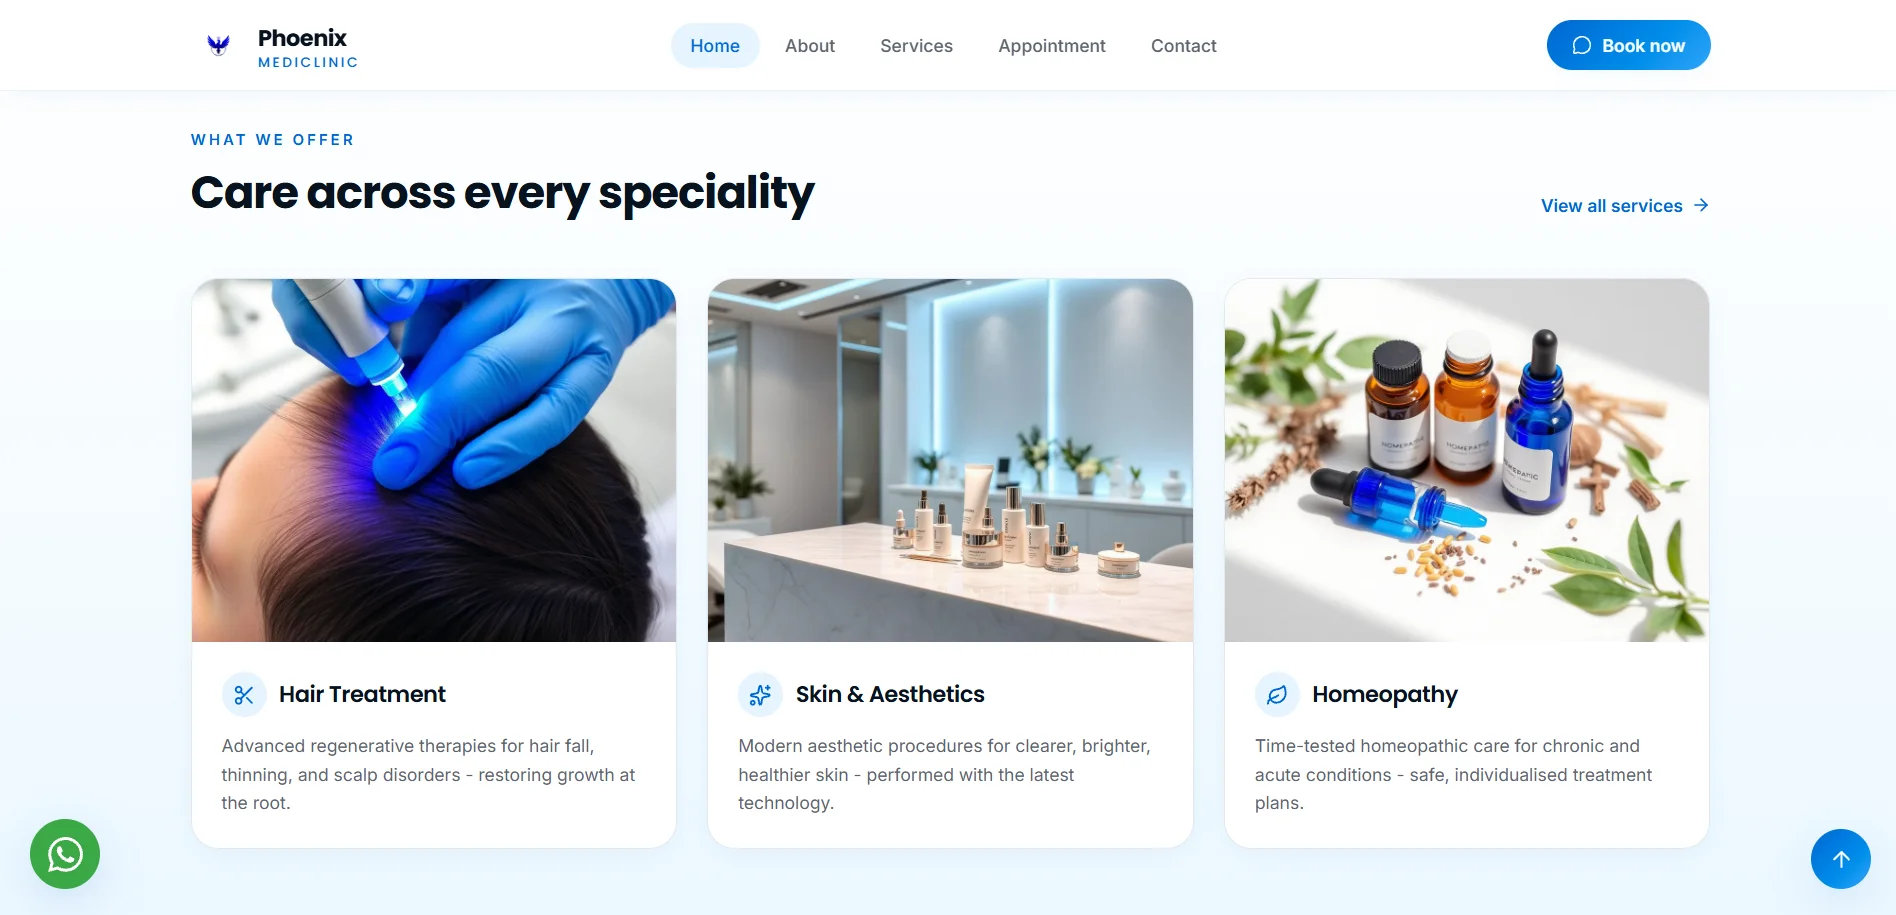 Phoenix
MEDICLINIC
Home
About
Services
Appointment
Contact
Book now
WHAT WE OFFER
Care across every speciality
View all services
Hair Treatment
Advanced regenerative therapies for hair fall,
thinning, and scalp disorders - restoring growth at
the root.
Skin & Aesthetics
Modern aesthetic procedures for clearer, brighter,
healthier skin - performed with the latest
technology.
Homeopathy
Time-tested homeopathic care for chronic and
acute conditions - safe, individualised treatment
plans.